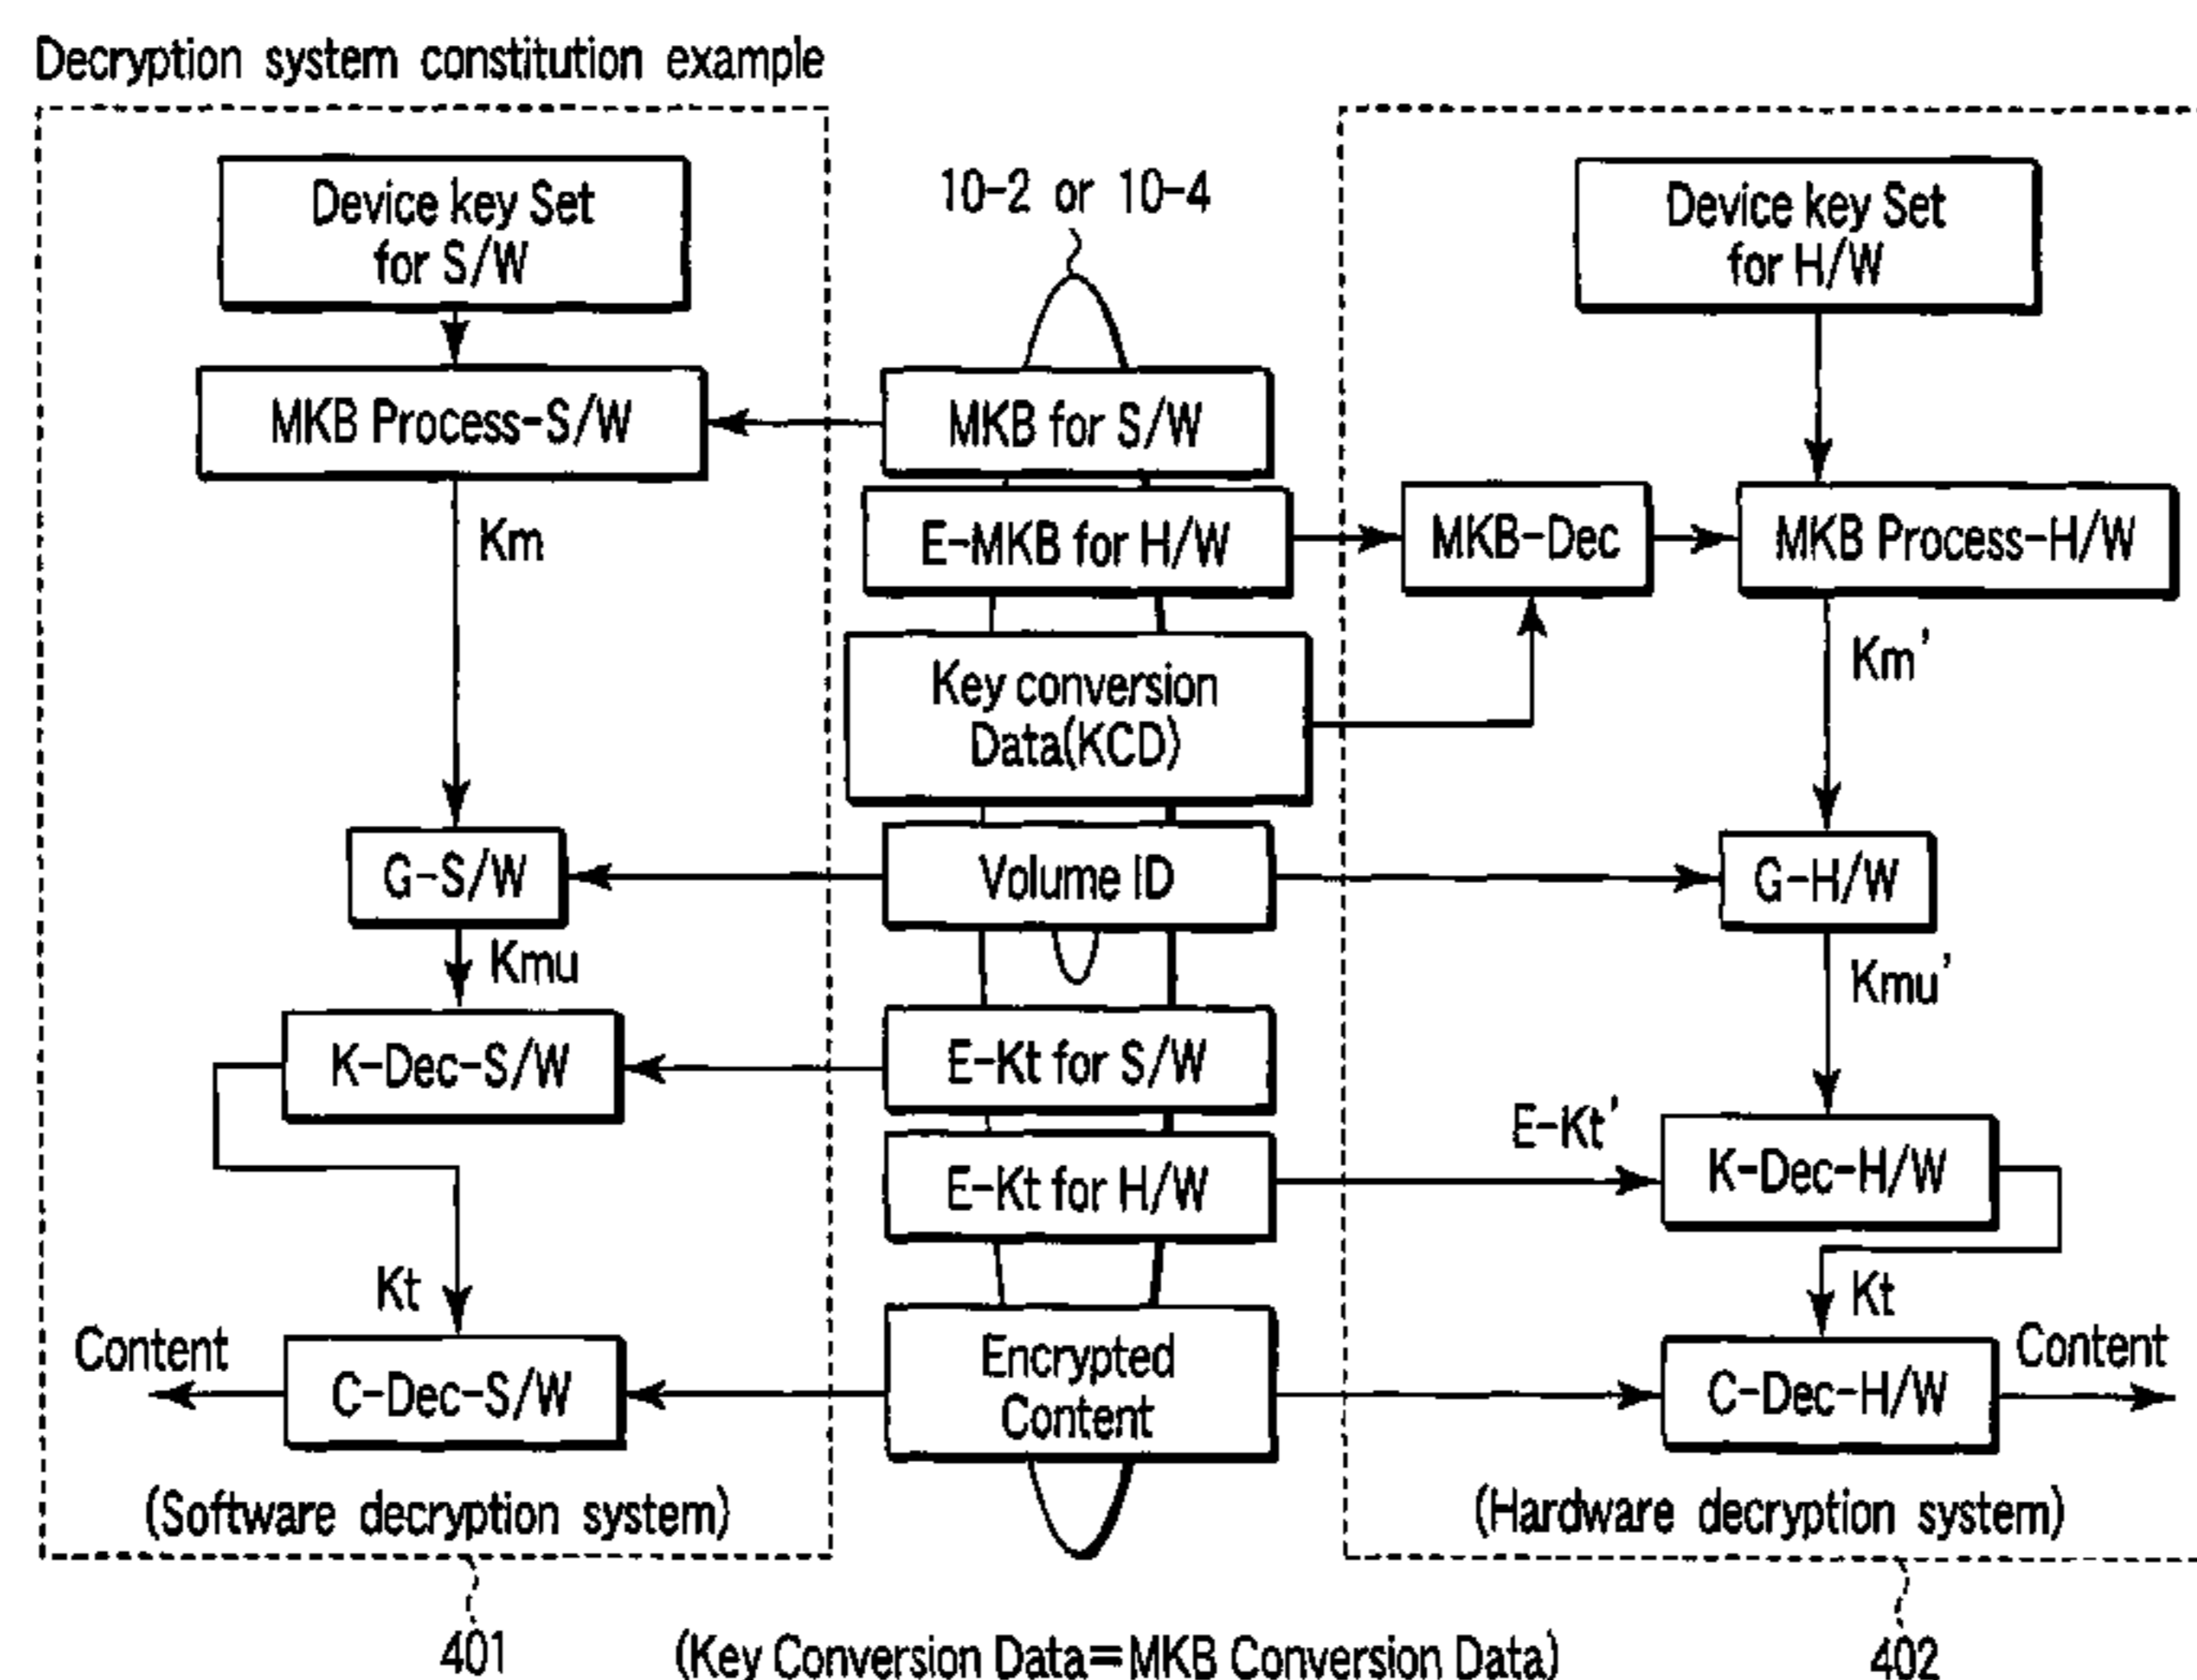 Decryption system constitution example
Device key Set
for S/W
10-2 or 10-4
Device key Set
for H/W
MKB Process-S/W
MKB for S/W
Km
E-MKB for H/W
MKB-Dec
MKB Process-H/W
Key conversion
Data(KCD)
Km'
G-S/W
Volume ID
G-H/W
Kmu
Kmu'
K-Dec-S/W
E-Kt for S/W
E-Kt'
E-Kt for H/W
K-Dec-H/W
Kt
Kt
Content
C-Dec-S/W
Encrypted
Content
C-Dec-H/W
Content
(Software decryption system)
(Hardware decryption system)
401
(Key Conversion Data=MKB Conversion Data)
402